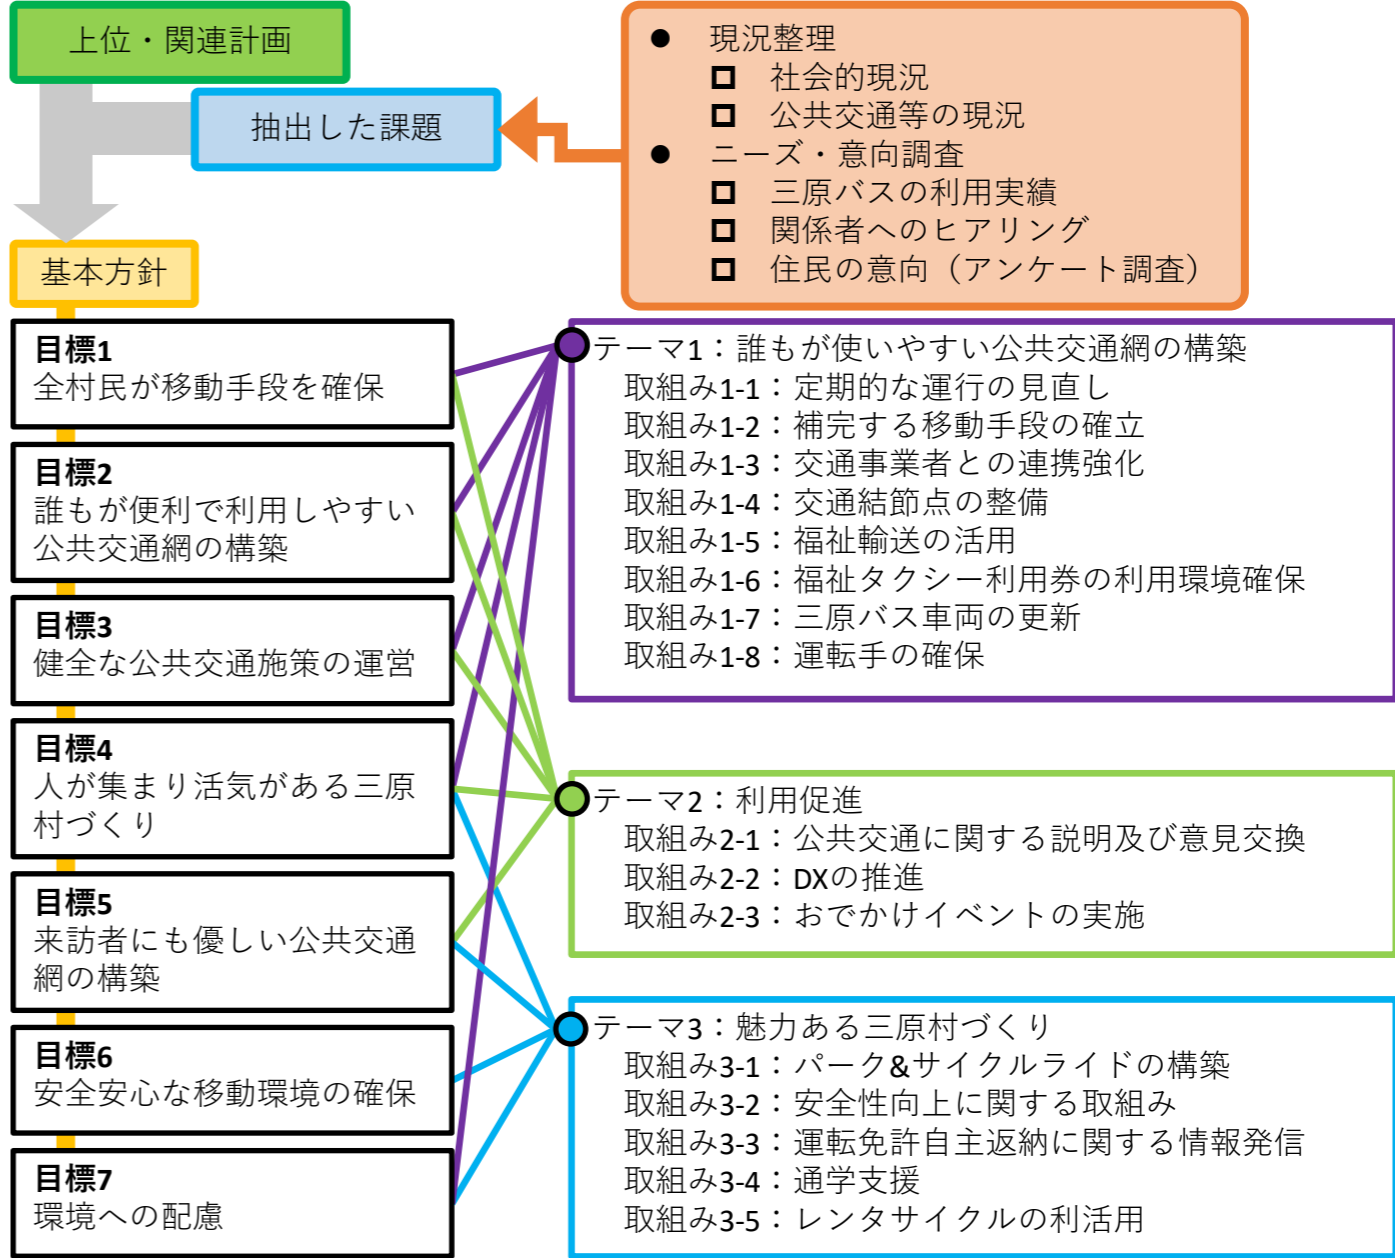 上位・関連計画
抽出した課題
● 現況整理
□ 社会的現況
□ 公共交通等の現況
● ニーズ・意向調査
□ 三原バスの利用実績
□ 関係者へのヒアリング
□ 住民の意向（アンケート調査）
基本方針
目標1
全村民が移動手段を確保
目標2
誰もが便利で利用しやすい
公共交通網の構築
目標3
健全な公共交通施策の運営
目標4
人が集まり活気がある三原
村づくり
目標5
来訪者にも優しい公共交通
網の構築
目標6
安全安心な移動環境の確保
目標7
環境への配慮
テーマ1：誰もが使いやすい公共交通網の構築
取組み1-1：定期的な運行の見直し
取組み1-2：補完する移動手段の確立
取組み1-3：交通事業者との連携強化
取組み1-4：交通結節点の整備
取組み1-5：福祉輸送の活用
取組み1-6：福祉タクシー利用券の利用環境確保
取組み1-7：三原バス車両の更新
取組み1-8：運転手の確保
テーマ2：利用促進
取組み2-1：公共交通に関する説明及び意見交換
取組み2-2：DXの推進
取組み2-3：おでかけイベントの実施
テーマ3：魅力ある三原村づくり
取組み3-1：パーク&サイクルライドの構築
取組み3-2：安全性向上に関する取組み
取組み3-3：運転免許自主返納に関する情報発信
取組み3-4：通学支援
取組み3-5：レンタサイクルの利活用